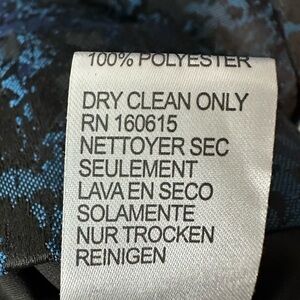 100% POLYESTER
DRY CLEAN ONLY
RN 160615
NETTOYER SEC
SEULEMENT
LAVA EN SECO
SOLAMENTE
NUR TROCKEN
REINIGEN